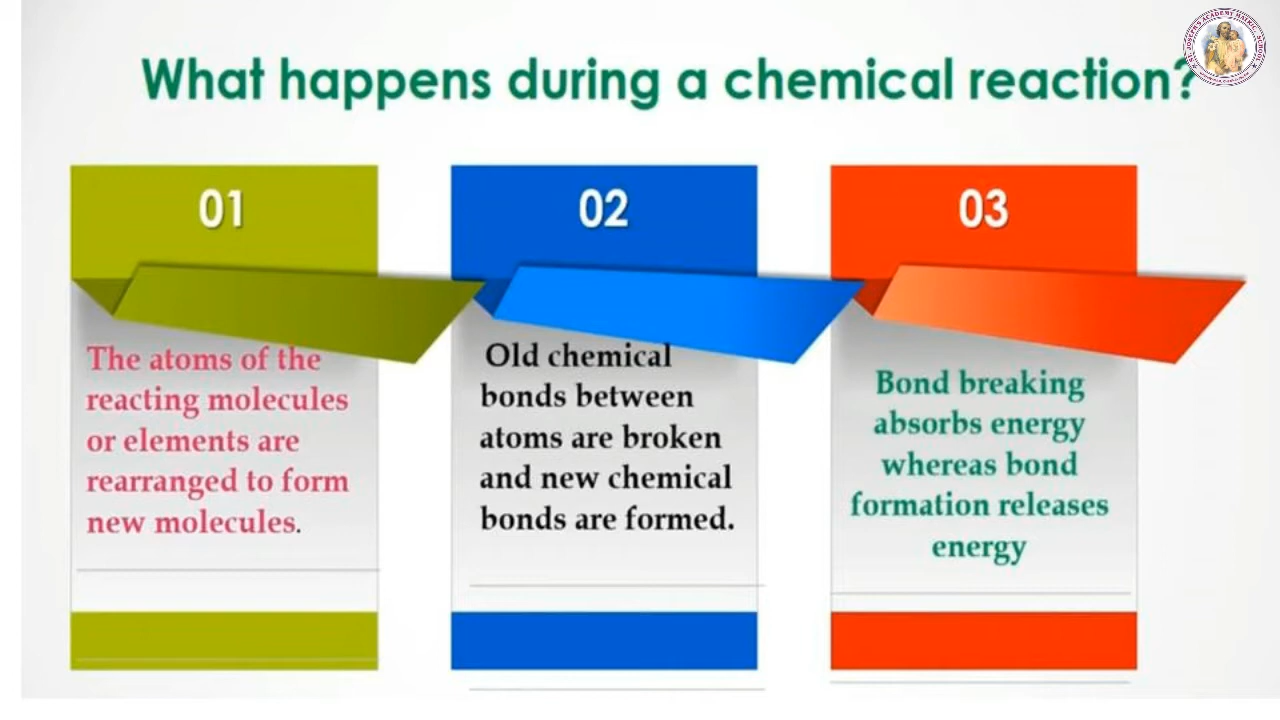 What happens during a chemical reaction?
01
The atoms of the
reacting molecules
or elements are
rearranged to form
new molecules.
02
Old chemical
bonds between
atoms are broken
and new chemical
bonds are formed.
03
Bond breaking
absorbs energy
whereas bond
formation releases
energy